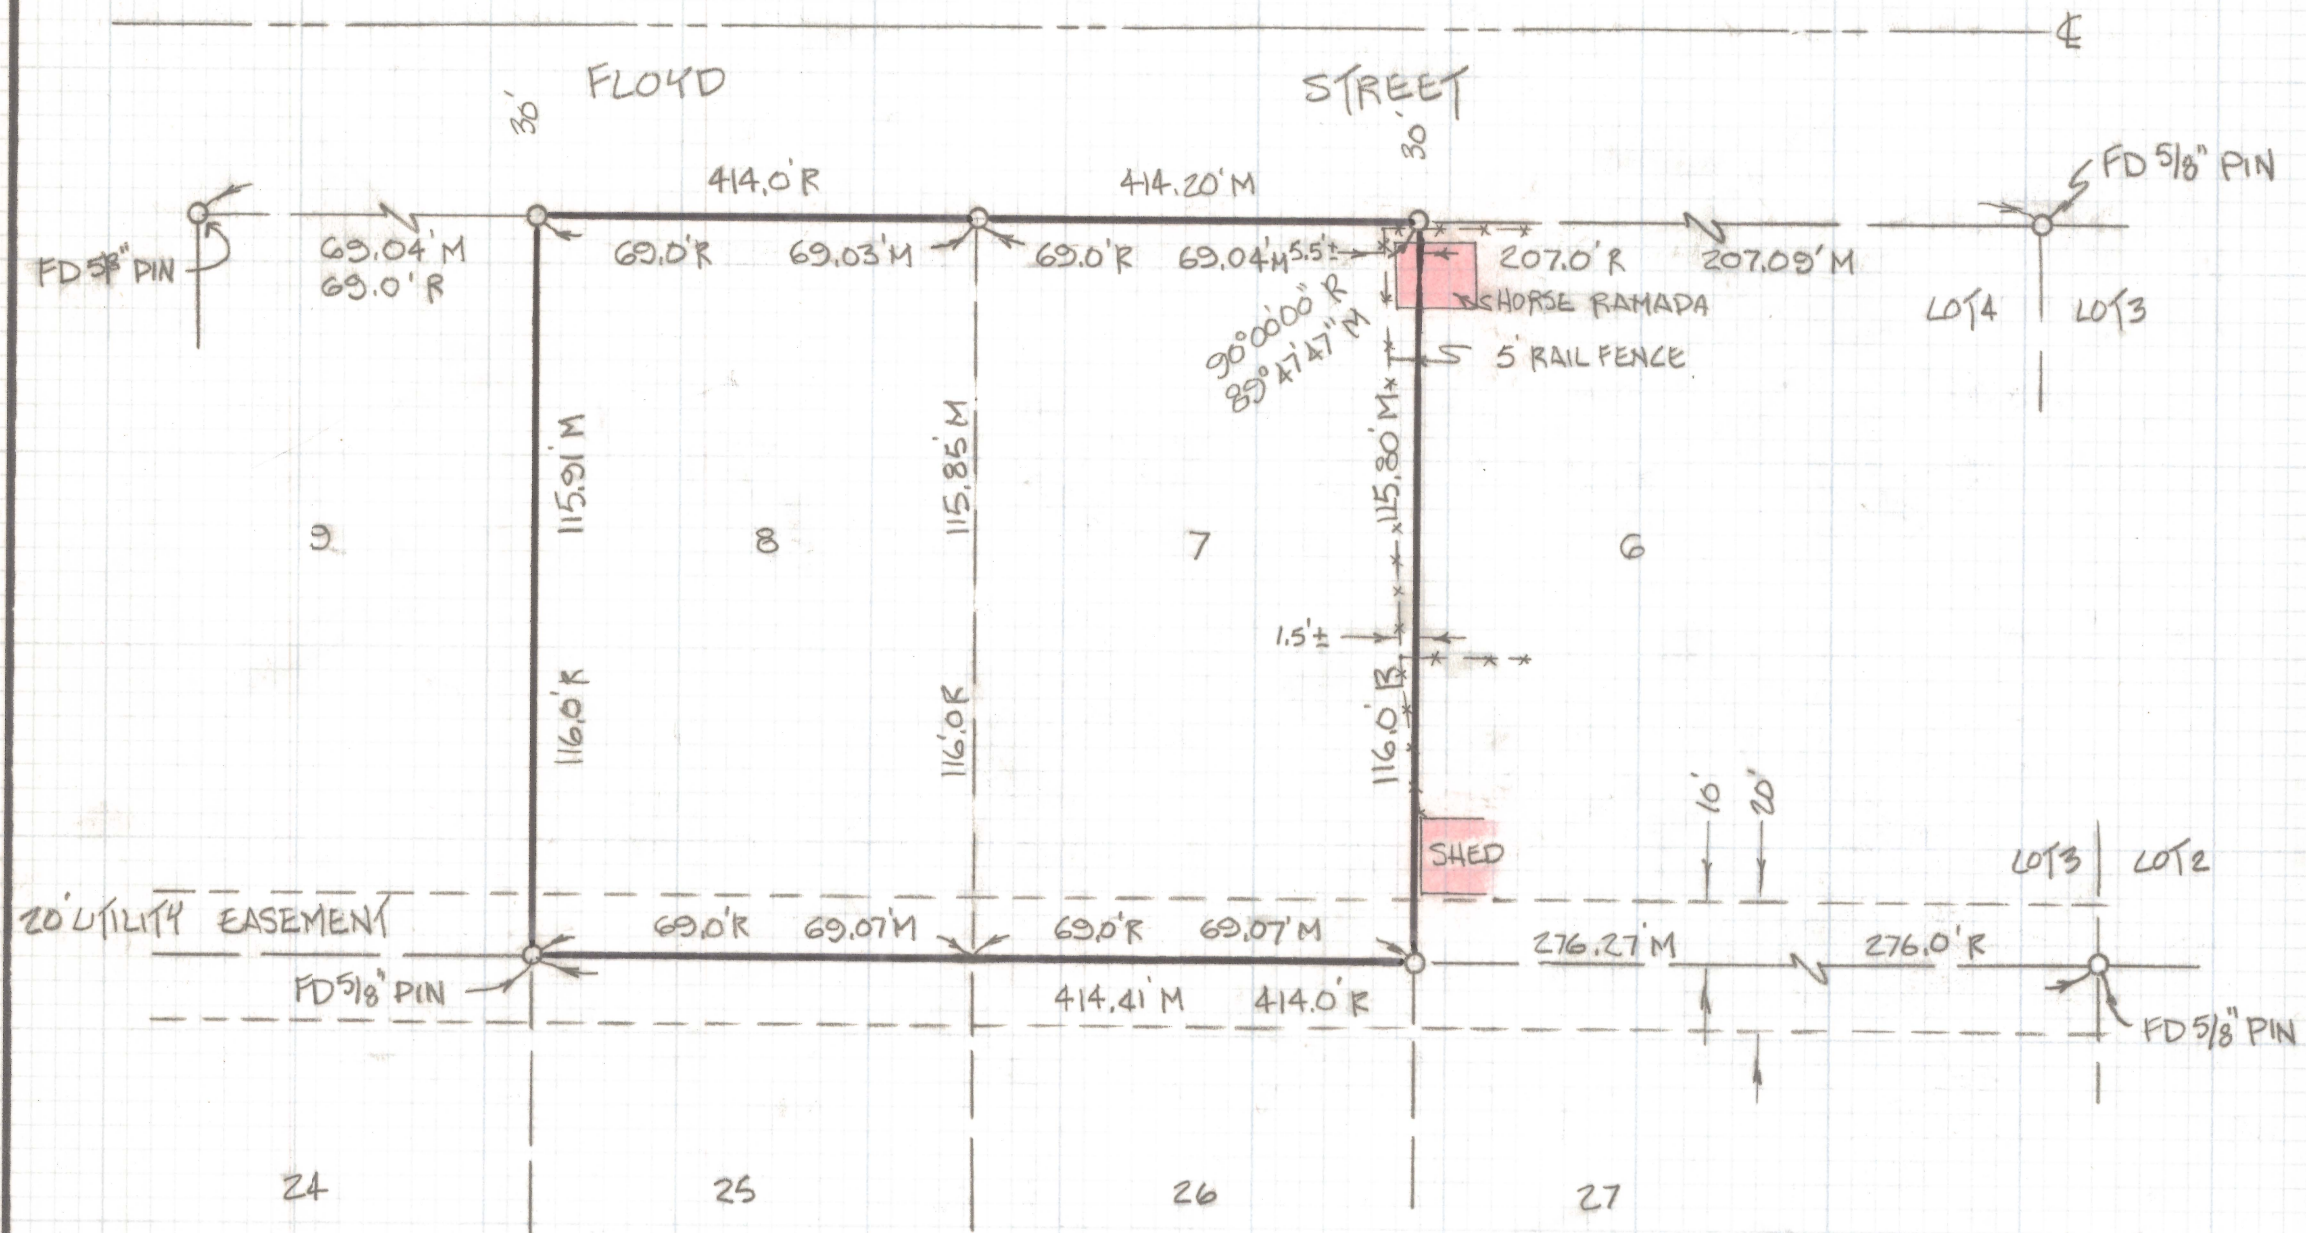 ℄
FLOYD STREET
30'
30'
414.0' R
414.20' M
FD 5/8" PIN
FD 5/8" PIN
69.04' M
69.0' R
69.0' R 69.03' M
69.0' R 69.04' M
5.5'±
207.0' R 207.09' M
HORSE RAMADA
LOT 4 LOT 3
90°00'00" R
89°47'47" M
5' RAIL FENCE
115.91' M
115.85' M
115.80' M
9 8 7 6
1.5'±
116.0' R
116.0 R
116.0' R
10'
20'
SHED
LOT 3 LOT 2
20' UTILITY EASEMENT
69.0' R 69.07' M
69.0' R 69.07' M
276.27' M 276.0' R
FD 5/8" PIN
414.41' M 414.0' R
FD 5/8" PIN
24 25 26 27